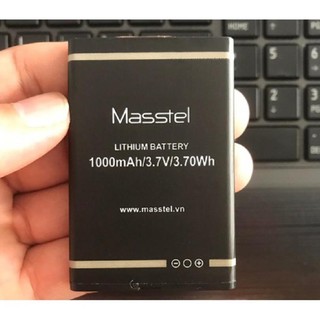 Masstel
LITHIUM BATTERY
1000mAh/3.7V/3.70Wh
www.masstel.vn